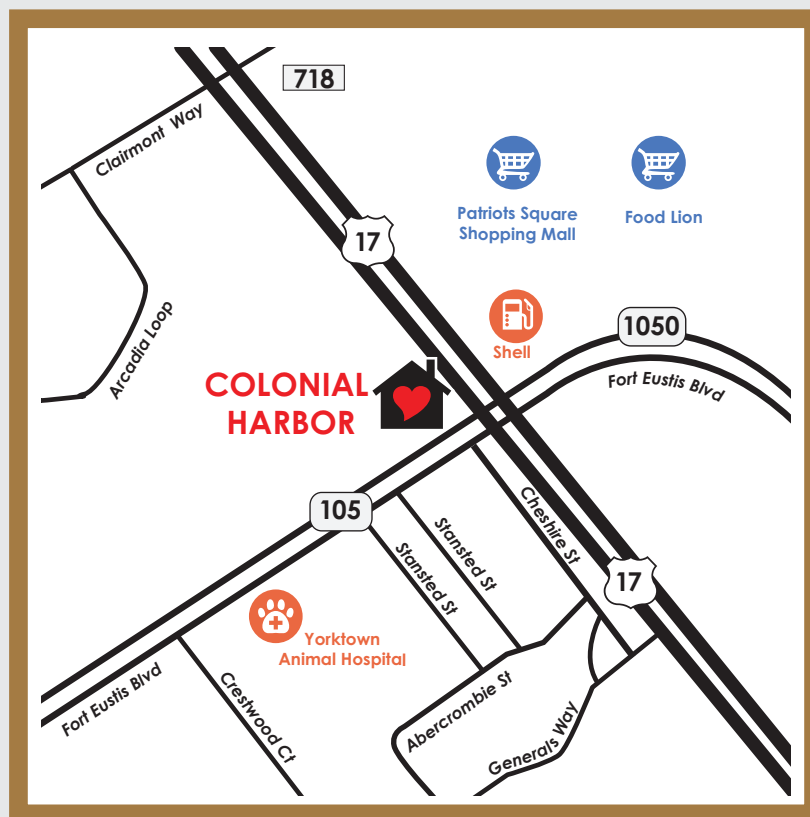 718
Clairmont Way
17
Patriots Square
Shopping Mall
Food Lion
Arcadia Loop
Shell
1050
Fort Eustis Blvd
COLONIAL
HARBOR
105
Cheshire St
Stansted St
Stansted St
17
Yorktown
Animal Hospital
Fort Eustis Blvd
Crestwood Ct
Abercrombie St
Generals Way